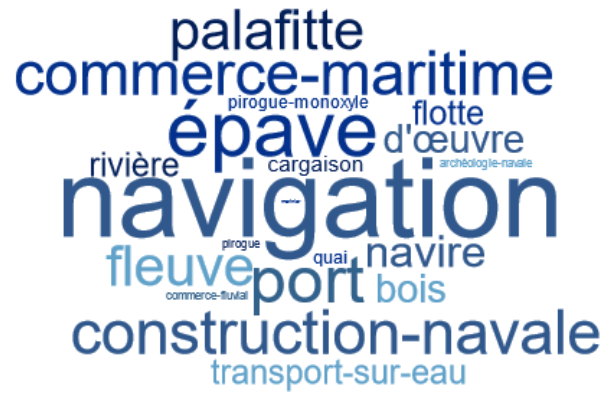 palafitte
commerce-maritime
pirogue-monoxyle
flotte
épave
d'œuvre
rivière
cargaison
archéologie-navale
navigation
pirogue
quai
navire
fleuve
port
bois
commerce-fluvial
construction-navale
transport-sur-eau